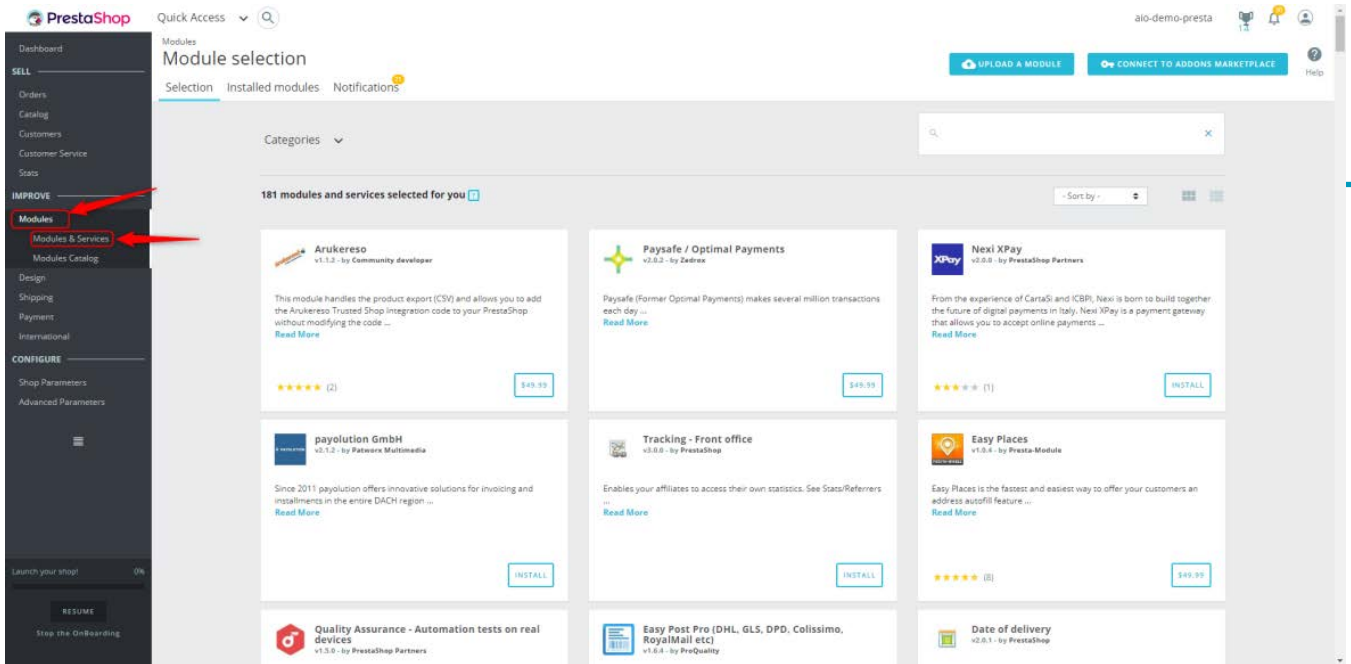 PrestaShop
Quick Access
aio-demo-presta
Dashboard
SELL
Orders
Catalog
Customers
Customer Service
Stats
IMPROVE
Modules
Modules & Services
Modules Catalog
Design
Shipping
Payment
International
CONFIGURE
Shop Parameters
Advanced Parameters
Launch your shop! 0%
RESUME
Stop the OnBoarding
Modules
Module selection
UPLOAD A MODULE
CONNECT TO ADDONS MARKETPLACE
Help
Selection Installed modules Notifications
Categories
181 modules and services selected for you
- Sort by -
Arukereso
v1.1.2 - by Community developer
This module handles the product export (CSV) and allows you to add
the Arukereso Trusted Shop Integration code to your PrestaShop
without modifying the code ...
Read More
(2)
$49.99
Paysafe / Optimal Payments
v2.0.2 - by Zedrex
Paysafe (Former Optimal Payments) makes several million transactions
each day ...
Read More
$49.99
XPay
Nexi XPay
v2.0.0 - by PrestaShop Partners
From the experience of CartaSi and ICBPI, Nexi is born to build together
the future of digital payments in Italy. Nexi XPay is a payment gateway
that allows you to accept online payments ...
Read More
(1)
INSTALL
payolution GmbH
v2.1.2 - by Patworx Multimedia
Since 2011 payolution offers innovative solutions for invoicing and
installments in the entire DACH region ...
Read More
INSTALL
Tracking - Front office
v3.0.0 - by PrestaShop
Enables your affiliates to access their own statistics. See Stats/Referrers
...
Read More
INSTALL
Easy Places
v1.0.4 - by Presta-Module
Easy Places is the fastest and easiest way to offer your customers an
address autofill feature ...
Read More
(8)
$49.99
Quality Assurance - Automation tests on real
devices
v1.5.0 - by PrestaShop Partners
Easy Post Pro (DHL, GLS, DPD, Colissimo,
RoyalMail etc)
v1.0.4 - by PreQuality
Date of delivery
v2.0.1 - by PrestaShop